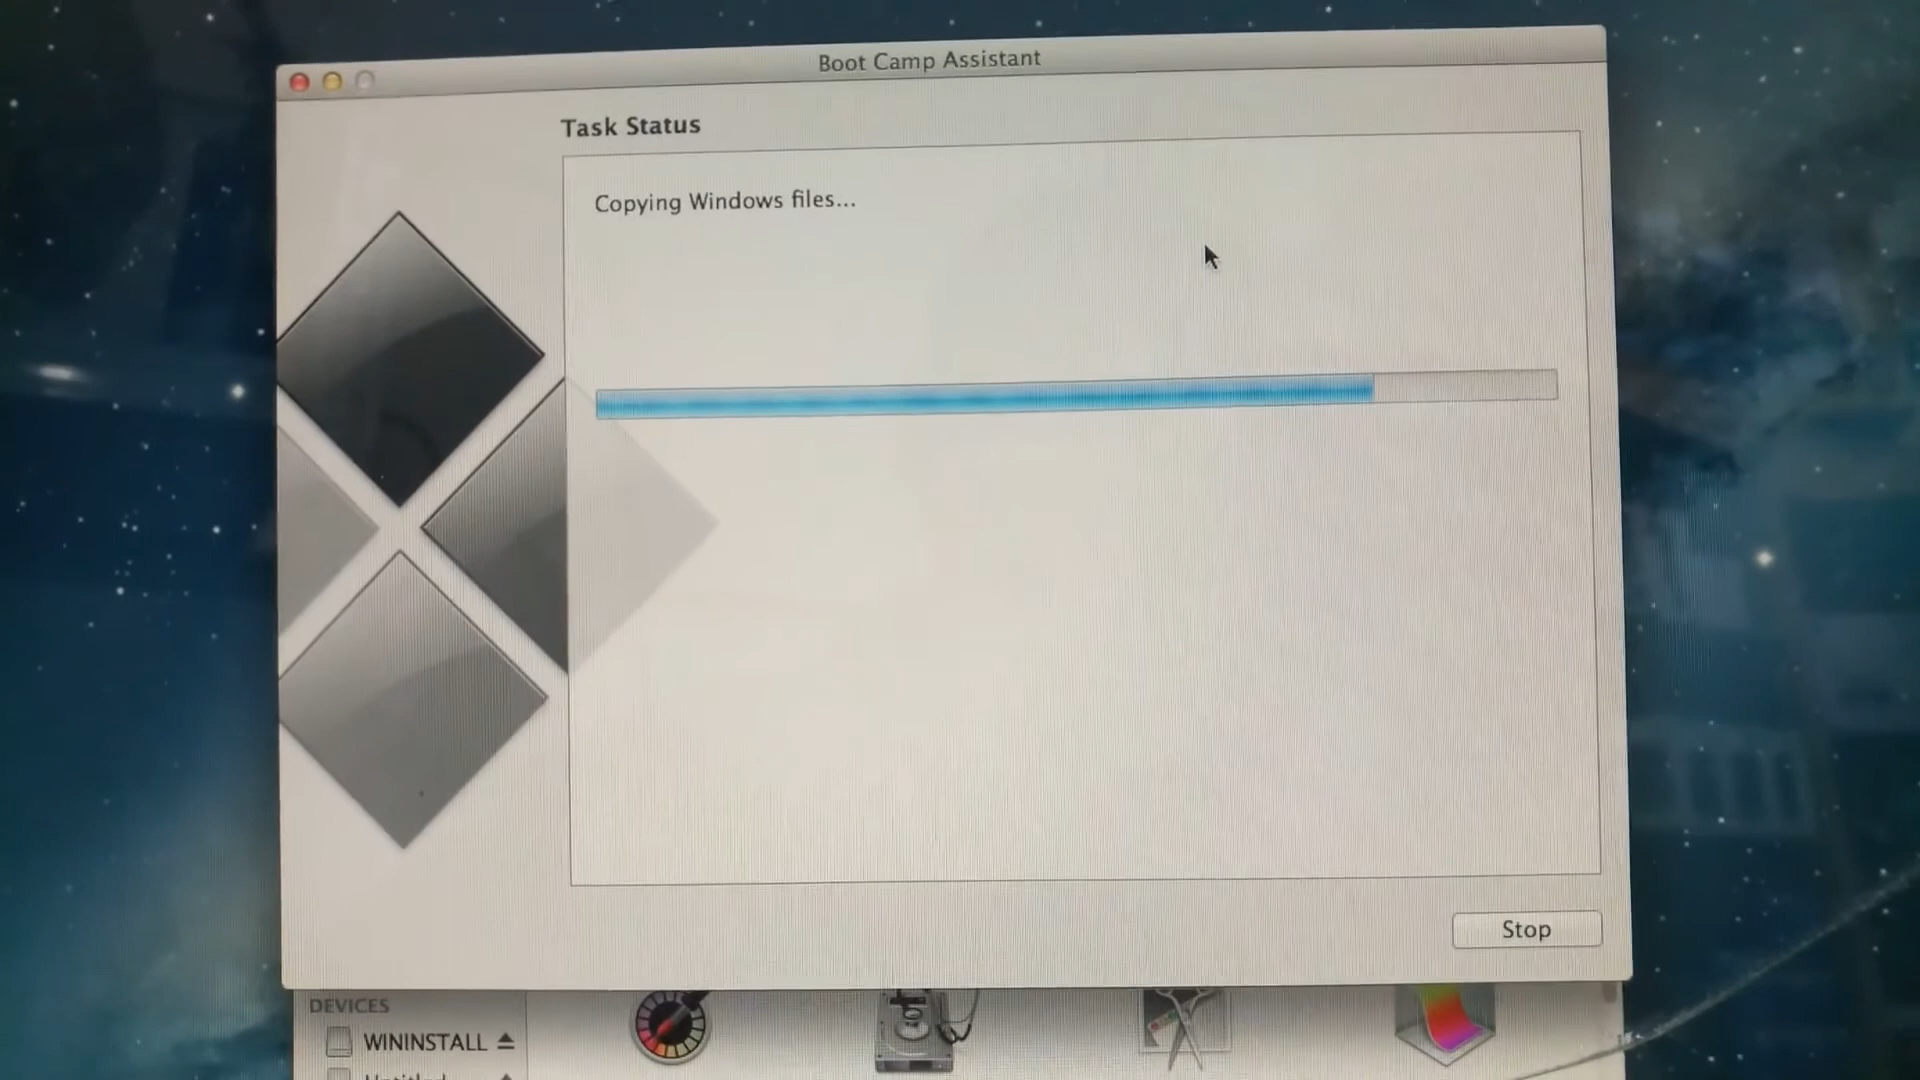 Boot Camp Assistant
Task Status
Copying Windows files...
Stop
DEVICES
WININSTALL